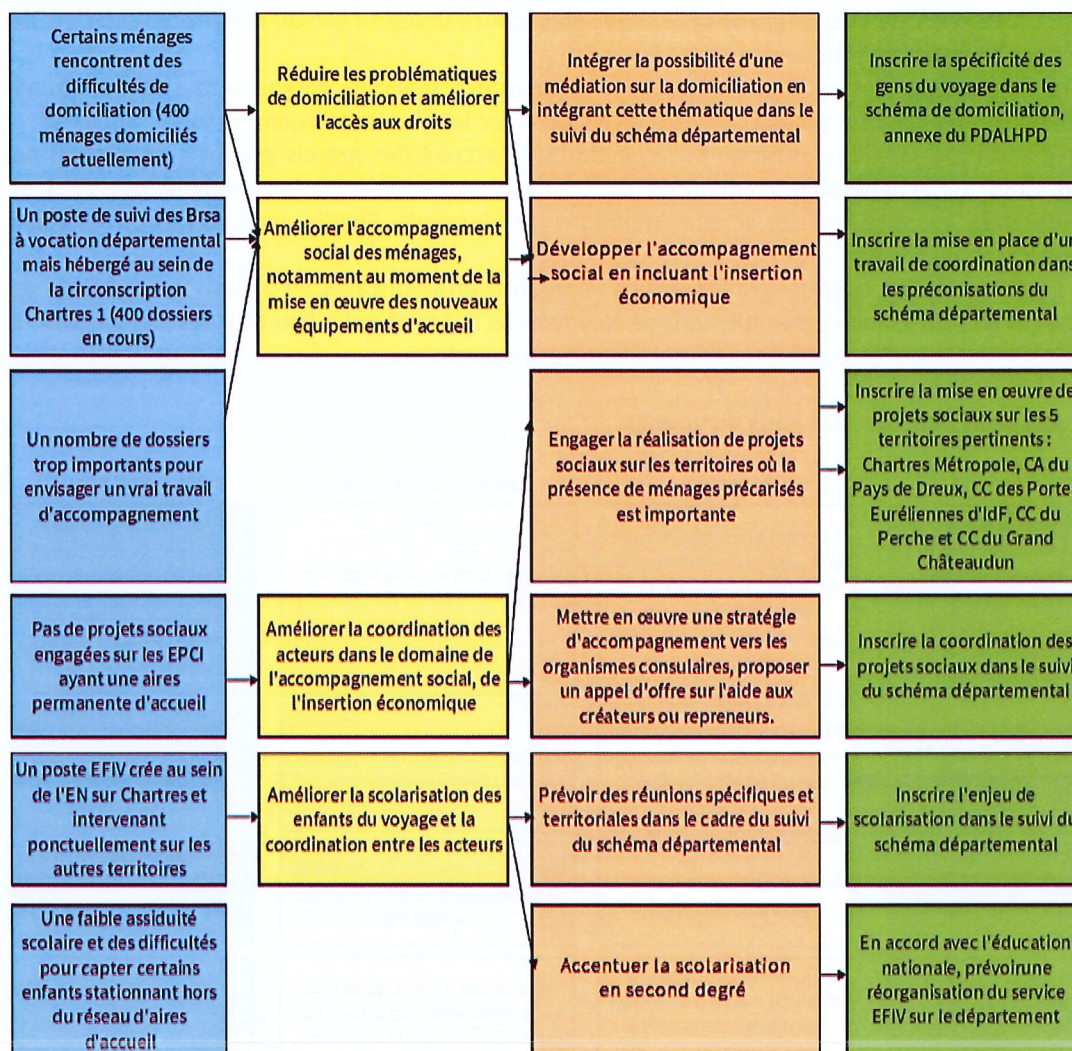 Certains ménages
rencontrent des
difficultés de
domiciliation (400
ménages domiciliés
actuellement)
Réduire les problématiques
de domiciliation et améliorer
l'accès aux droits
Intégrer la possibilité d'une
médiation sur la domiciliation en
intégrant cette thématique dans le
suivi du schéma départemental
Inscrire la spécificité des
gens du voyage dans le
schéma de domiciliation,
annexe du PDALHPD
Un poste de suivi des Brsa
à vocation départemental
mais hébergé au sein de
la circonscription
Chartres 1 (400 dossiers
en cours)
Améliorer l'accompagnement
social des ménages,
notamment au moment de la
mise en œuvre des nouveaux
équipements d'accueil
Développer l'accompagnement
social en incluant l'insertion
économique
Inscrire la mise en place d'un
travail de coordination dans
les préconisations du
schéma départemental
Un nombre de dossiers
trop importants pour
envisager un vrai travail
d'accompagnement
Engager la réalisation de projets
sociaux sur les territoires où la
présence de ménages précarisés
est importante
Inscrire la mise en œuvre de
projets sociaux sur les 5
territoires pertinents :
Chartres Métropole, CA du
Pays de Dreux, CC des Porte
Euréliennes d'IdF, CC du
Perche et CC du Grand
Châteaudun
Pas de projets sociaux
engagées sur les EPCI
ayant une aires
permanente d'accueil
Améliorer la coordination des
acteurs dans le domaine de
l'accompagnement social, de
l'insertion économique
Mettre en œuvre une stratégie
d'accompagnement vers les
organismes consulaires, proposer
un appel d'offre sur l'aide aux
créateurs ou repreneurs.
Inscrire la coordination des
projets sociaux dans le suivi
du schéma départemental
Un poste EFIV crée au sein
de l'EN sur Chartres et
intervenant
ponctuellement sur les
autres territoires
Améliorer la scolarisation des
enfants du voyage et la
coordination entre les acteurs
Prévoir des réunions spécifiques et
territoriales dans le cadre du suivi
du schéma départemental
Inscrire l'enjeu de
scolarisation dans le suivi du
schéma départemental
Une faible assiduité
scolaire et des difficultés
pour capter certains
enfants stationnant hors
du réseau d'aires
d'accueil
Accentuer la scolarisation
en second degré
En accord avec l'éducation
nationale, prévoirune
réorganisation du service
EFIV sur le département